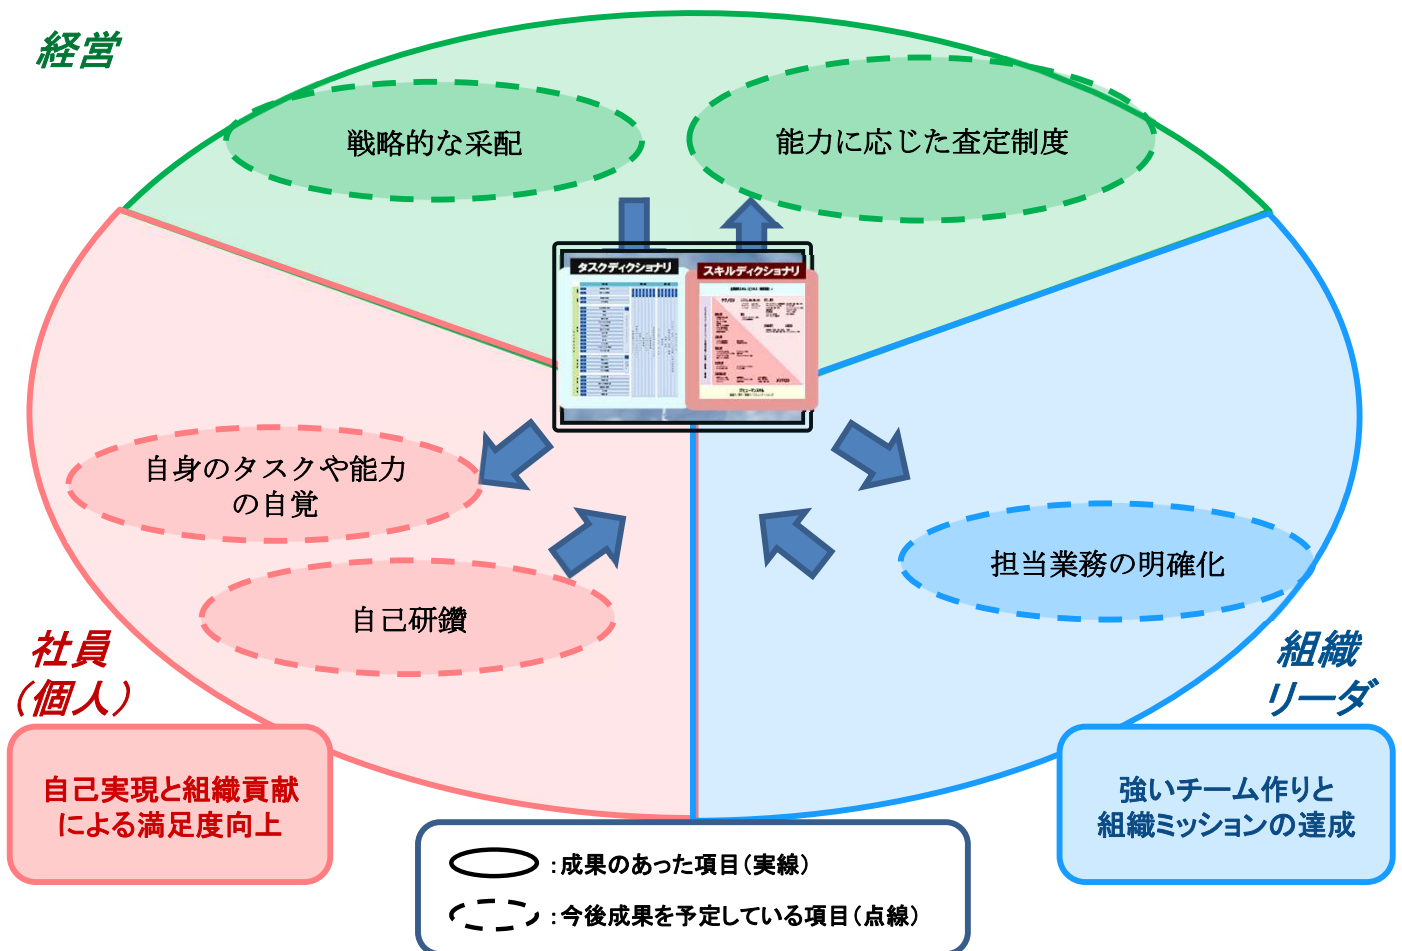 経営
戦略的な采配
能力に応じた査定制度
タスクディクショナリ
スキルディクショナリ
自身のタスクや能力
の自覚
自己研鑽
担当業務の明確化
社員
（個人）
組織
リーダ
自己実現と組織貢献
による満足度向上
強いチーム作りと
組織ミッションの達成
：成果のあった項目（実線）
：今後成果を予定している項目（点線）